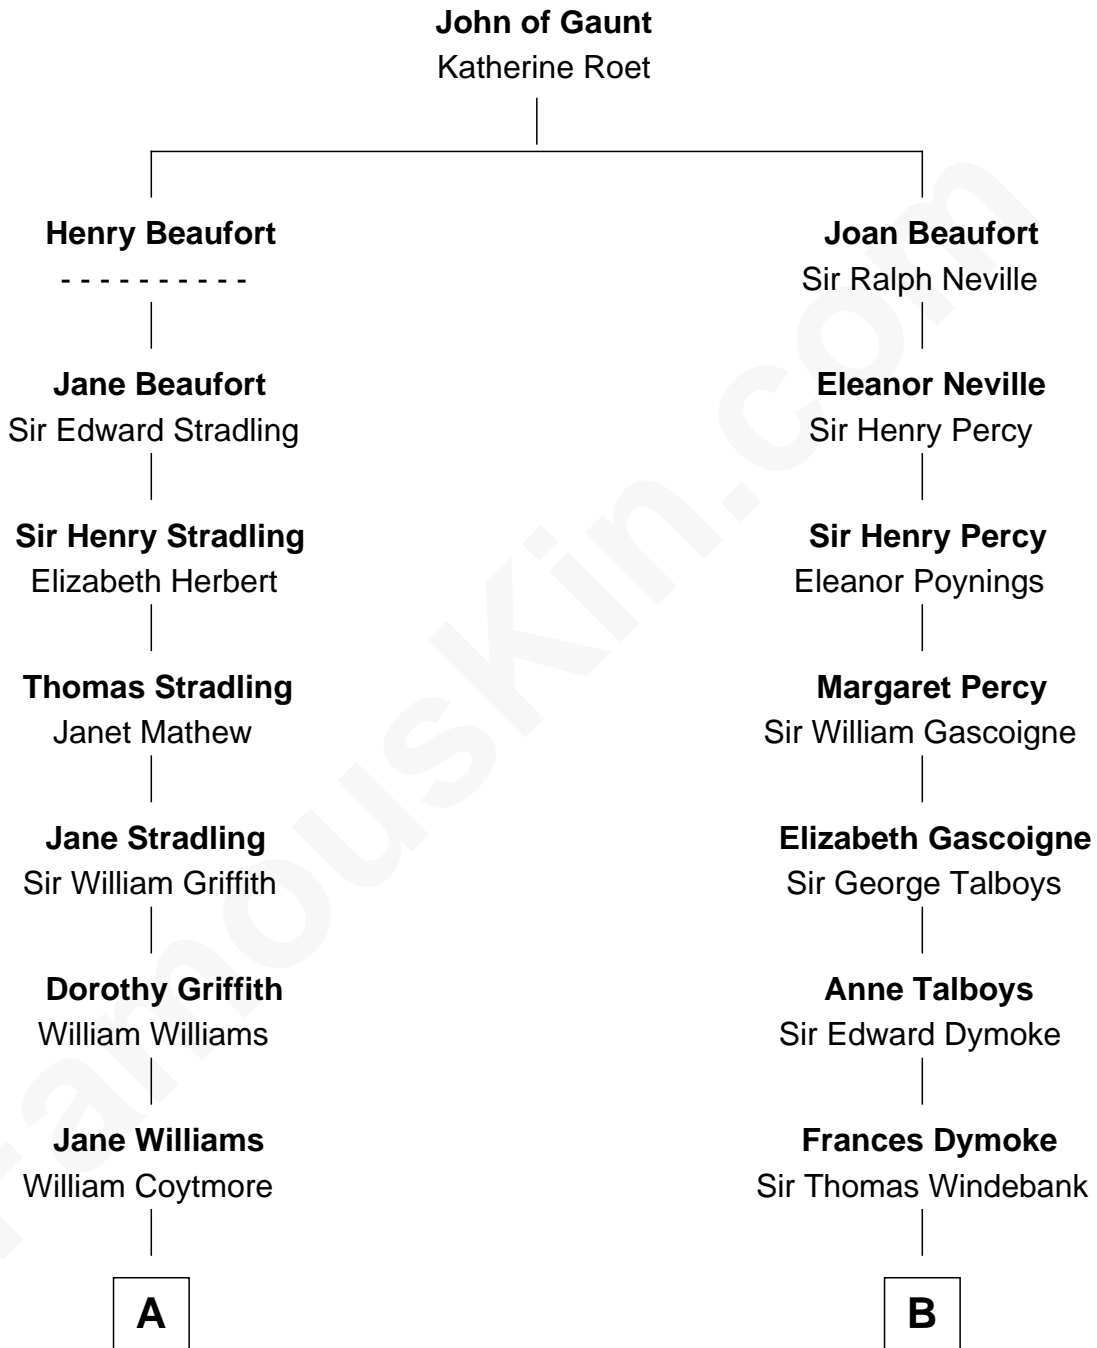 John of Gaunt
Katherine Roet
Henry Beaufort
- - - - - - - - - -
Jane Beaufort
Sir Edward Stradling
Sir Henry Stradling
Elizabeth Herbert
Thomas Stradling
Janet Mathew
Jane Stradling
Sir William Griffith
Dorothy Griffith
William Williams
Jane Williams
William Coytmore
A
Joan Beaufort
Sir Ralph Neville
Eleanor Neville
Sir Henry Percy
Sir Henry Percy
Eleanor Poynings
Margaret Percy
Sir William Gascoigne
Elizabeth Gascoigne
Sir George Talboys
Anne Talboys
Sir Edward Dymoke
Frances Dymoke
Sir Thomas Windebank
B
FamousKin.com